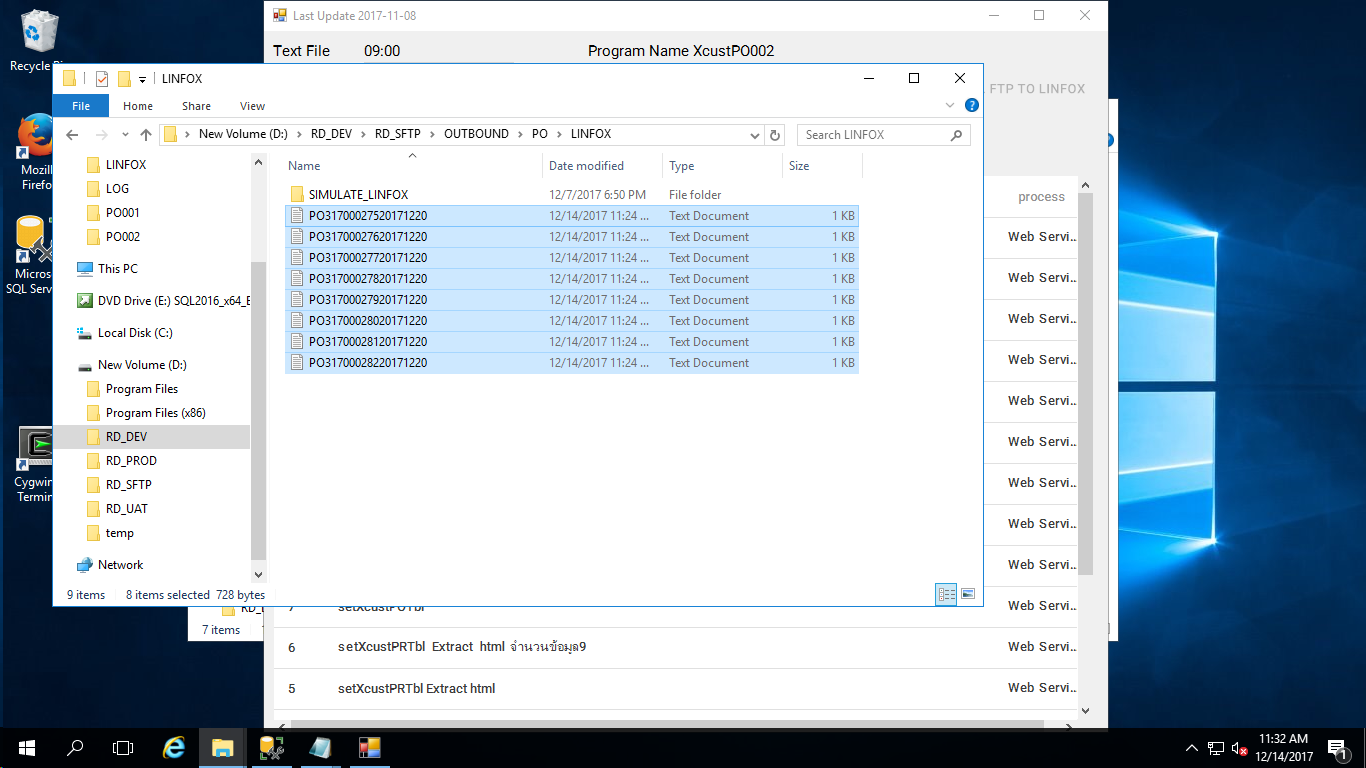 Recycle
Last Update 2017-11-08
Text File 09:00 Program Name XcustPO002
FTP TO LINFOX
LINFOX
File Home Share View
New Volume (D:) RD_DEV RD_SFTP OUTBOUND PO LINFOX Search LINFOX
Mozill
Firefo
Micros
SQL Serv
Cygwin
Termin
LINFOX
LOG
PO001
PO002
This PC
DVD Drive (E:) SQL2016_x64_E
Local Disk (C:)
New Volume (D:)
Program Files
Program Files (x86)
RD_DEV
RD_PROD
RD_SFTP
RD_UAT
temp
Network
Name Date modified Type Size
SIMULATE_LINFOX 12/7/2017 6:50 PM File folder
PO31700027520171220 12/14/2017 11:24 ... Text Document 1 KB
PO31700027620171220 12/14/2017 11:24 ... Text Document 1 KB
PO31700027720171220 12/14/2017 11:24 ... Text Document 1 KB
PO31700027820171220 12/14/2017 11:24 ... Text Document 1 KB
PO31700027920171220 12/14/2017 11:24 ... Text Document 1 KB
PO31700028020171220 12/14/2017 11:24 ... Text Document 1 KB
PO31700028120171220 12/14/2017 11:24 ... Text Document 1 KB
PO31700028220171220 12/14/2017 11:24 ... Text Document 1 KB
9 items 8 items selected 728 bytes
process
Web Servi..
Web Servi..
Web Servi..
Web Servi..
Web Servi..
Web Servi..
Web Servi..
Web Servi..
Web Servi..
7 setXcustPOTbl Web Servi..
6 setXcustPRTbl Extract html จำนวนข้อมูล9 Web Servi..
5 setXcustPRTbl Extract html Web Servi..
RD_D
7 items
11:32 AM
12/14/2017
1